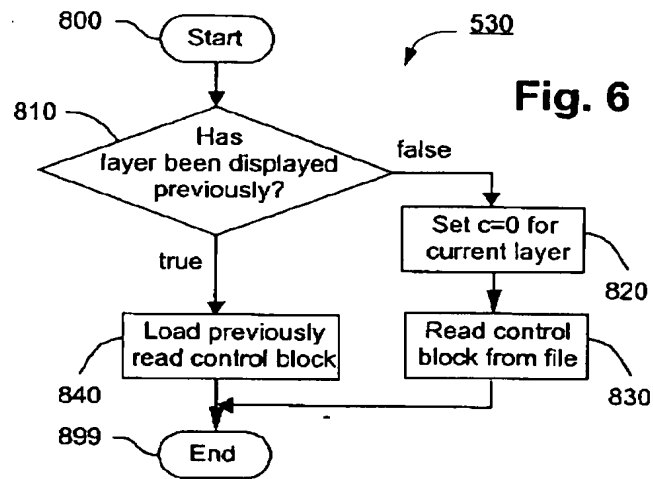 800
Start
530
Fig. 6
810
Has
layer been displayed
previously?
false
true
Set c=0 for
current layer
820
Load previously
read control block
840
Read control
block from file
830
899
End